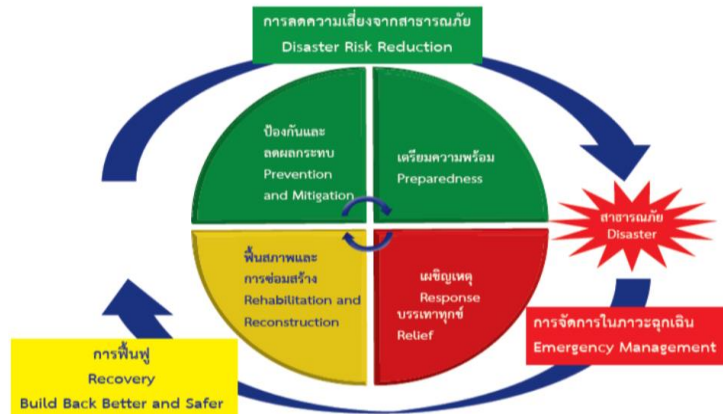 การลดความเสี่ยงจากสาธารณภัย
Disaster Risk Reduction
ป้องกันและ
ลดผลกระทบ
Prevention
and Mitigation
เตรียมความพร้อม
Preparedness
สาธารณภัย
Disaster
ฟื้นสภาพและ
การซ่อมสร้าง
Rehabilitation and
Reconstruction
เผชิญเหตุ
Response
บรรเทาทุกข์
Relief
การจัดการในภาวะฉุกเฉิน
Emergency Management
การฟื้นฟู
Recovery
Build Back Better and Safer